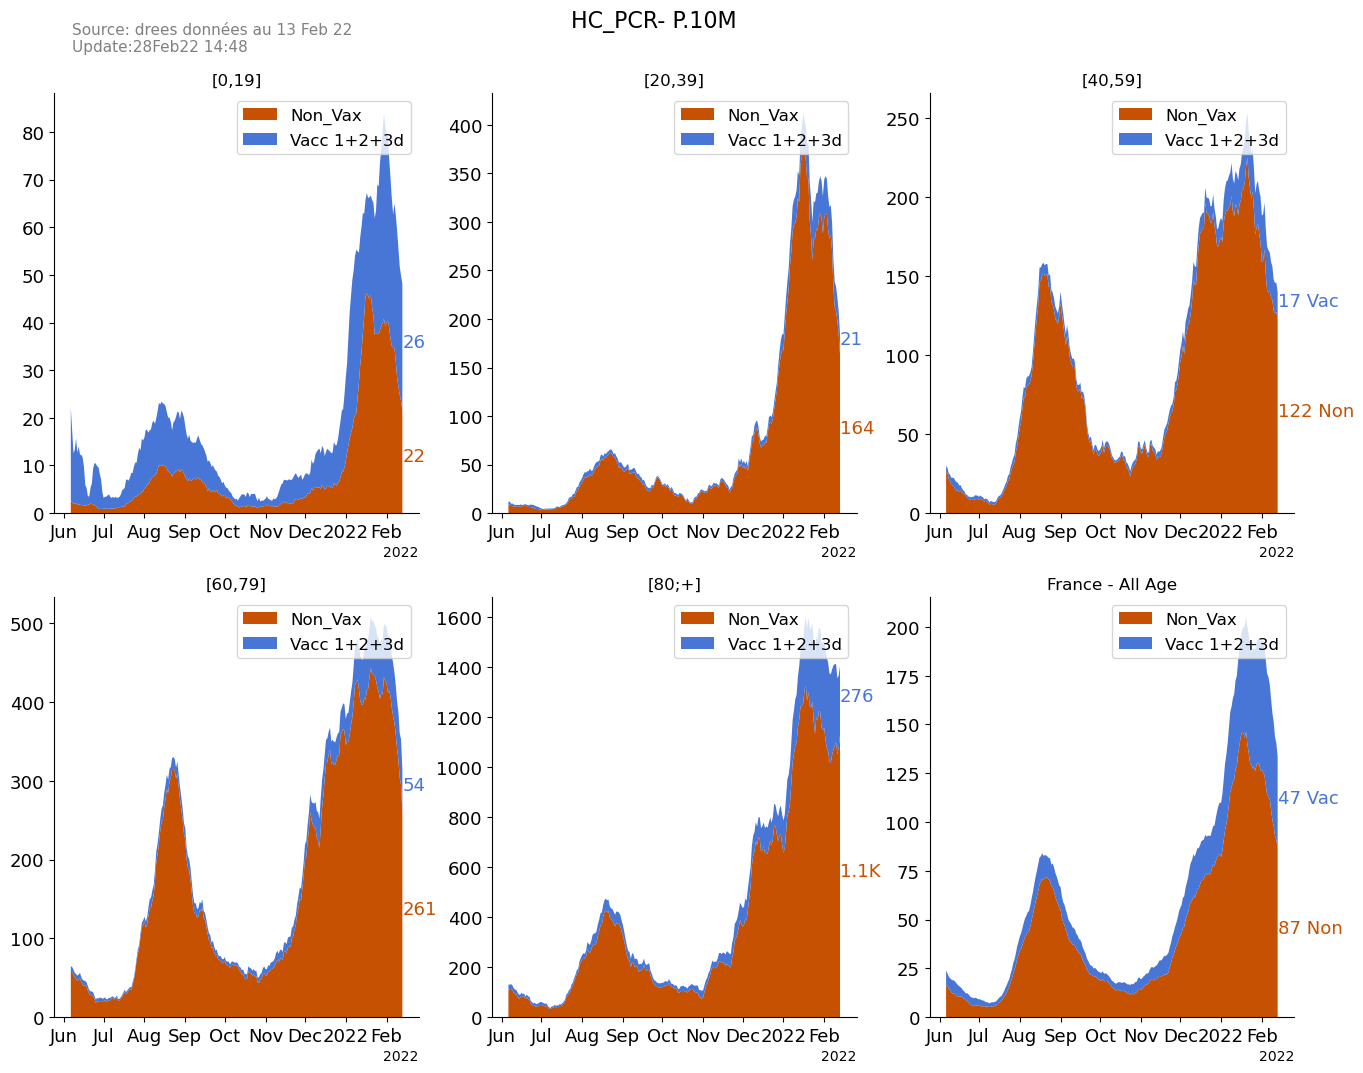 HC_PCR- P.10M
Source: drees données au 13 Feb 22
Update:28Feb22 14:48
[0,19]
Non_Vax
Vacc 1+2+3d
80
70
60
50
40
30
20
10
0
26
22
Jun Jul Aug Sep Oct Nov Dec 2022 Feb
2022
[20,39]
Non_Vax
Vacc 1+2+3d
400
350
300
250
200
150
100
50
0
21
164
Jun Jul Aug Sep Oct Nov Dec 2022 Feb
2022
[40,59]
Non_Vax
Vacc 1+2+3d
250
200
150
100
50
0
17 Vac
122 Non
Jun Jul Aug Sep Oct Nov Dec 2022 Feb
2022
[60,79]
Non_Vax
Vacc 1+2+3d
500
400
300
200
100
0
54
261
Jun Jul Aug Sep Oct Nov Dec 2022 Feb
2022
[80;+]
Non_Vax
Vacc 1+2+3d
1600
1400
1200
1000
800
600
400
200
0
276
1.1K
Jun Jul Aug Sep Oct Nov Dec 2022 Feb
2022
France - All Age
Non_Vax
Vacc 1+2+3d
200
175
150
125
100
75
50
25
0
47 Vac
87 Non
Jun Jul Aug Sep Oct Nov Dec 2022 Feb
2022